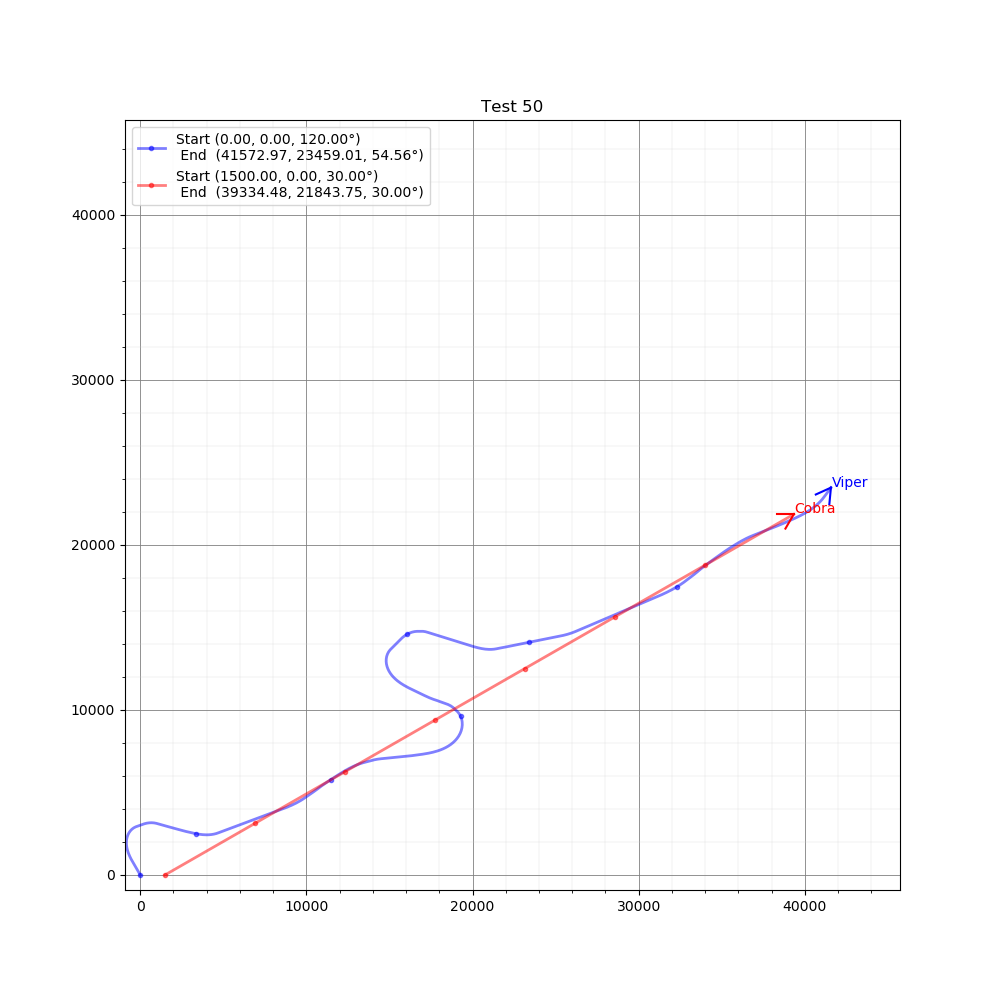 Test 50
Start (0.00, 0.00, 120.00°)
End (41572.97, 23459.01, 54.56°)
Start (1500.00, 0.00, 30.00°)
End (39334.48, 21843.75, 30.00°)
40000
30000
20000
10000
0
Viper
Cobra
0
10000
20000
30000
40000